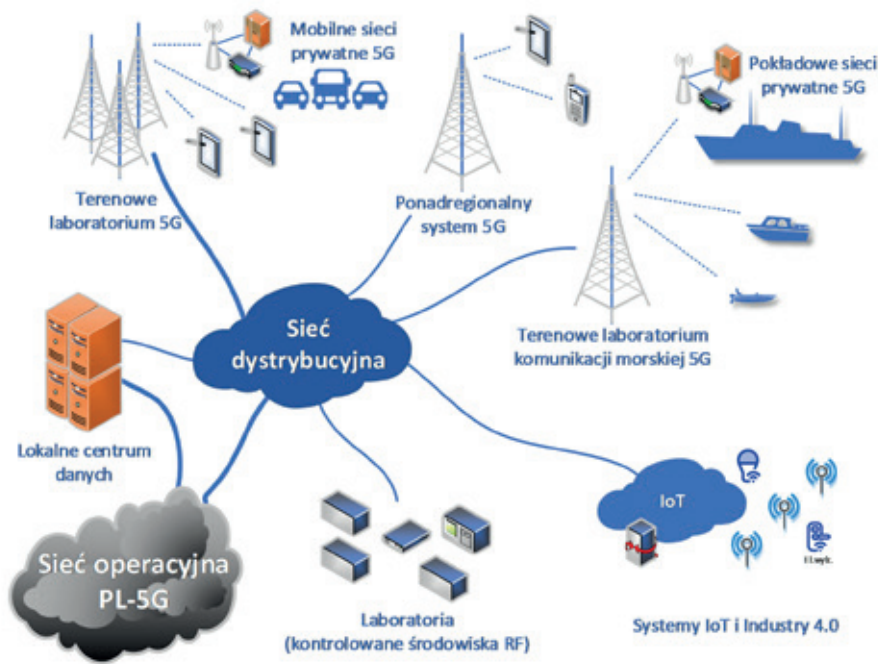 Mobilne sieci
prywatne 5G
Pokładowe sieci
prywatne 5G
Terenowe
laboratorium 5G
Ponadregionalny
system 5G
Sieć
dystrybucyjna
Terenowe laboratorium
komunikacji morskiej 5G
Lokalne centrum
danych
IoT
Sieć operacyjna
PL-5G
Laboratoria
(kontrolowane środowiska RF)
Systemy IoT i Industry 4.0